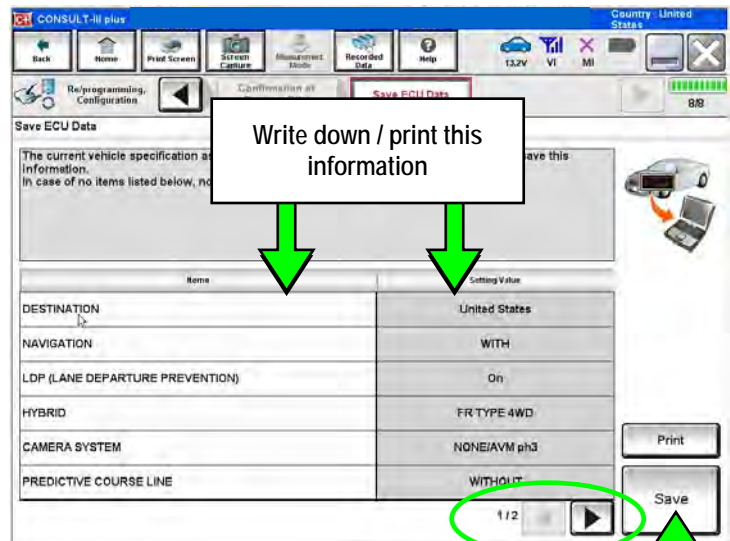 CONSULT-III plus
Country : United States
Back
Home
Print Screen
Screen Capture
Measurement Mode
Recorded Data
Help
13.2V
VI
MI
Re/programming, Configuration
Confirmation of
Save ECU Data
8/8
Save ECU Data
Write down / print this
information
The current vehicle specification as
save this
information.
In case of no items listed below, no
Items
Setting Value
DESTINATION
United States
NAVIGATION
WITH
LDP (LANE DEPARTURE PREVENTION)
On
HYBRID
FR TYPE 4WD
CAMERA SYSTEM
NONE/AVM ph3
PREDICTIVE COURSE LINE
WITHOUT
1/2
Print
Save